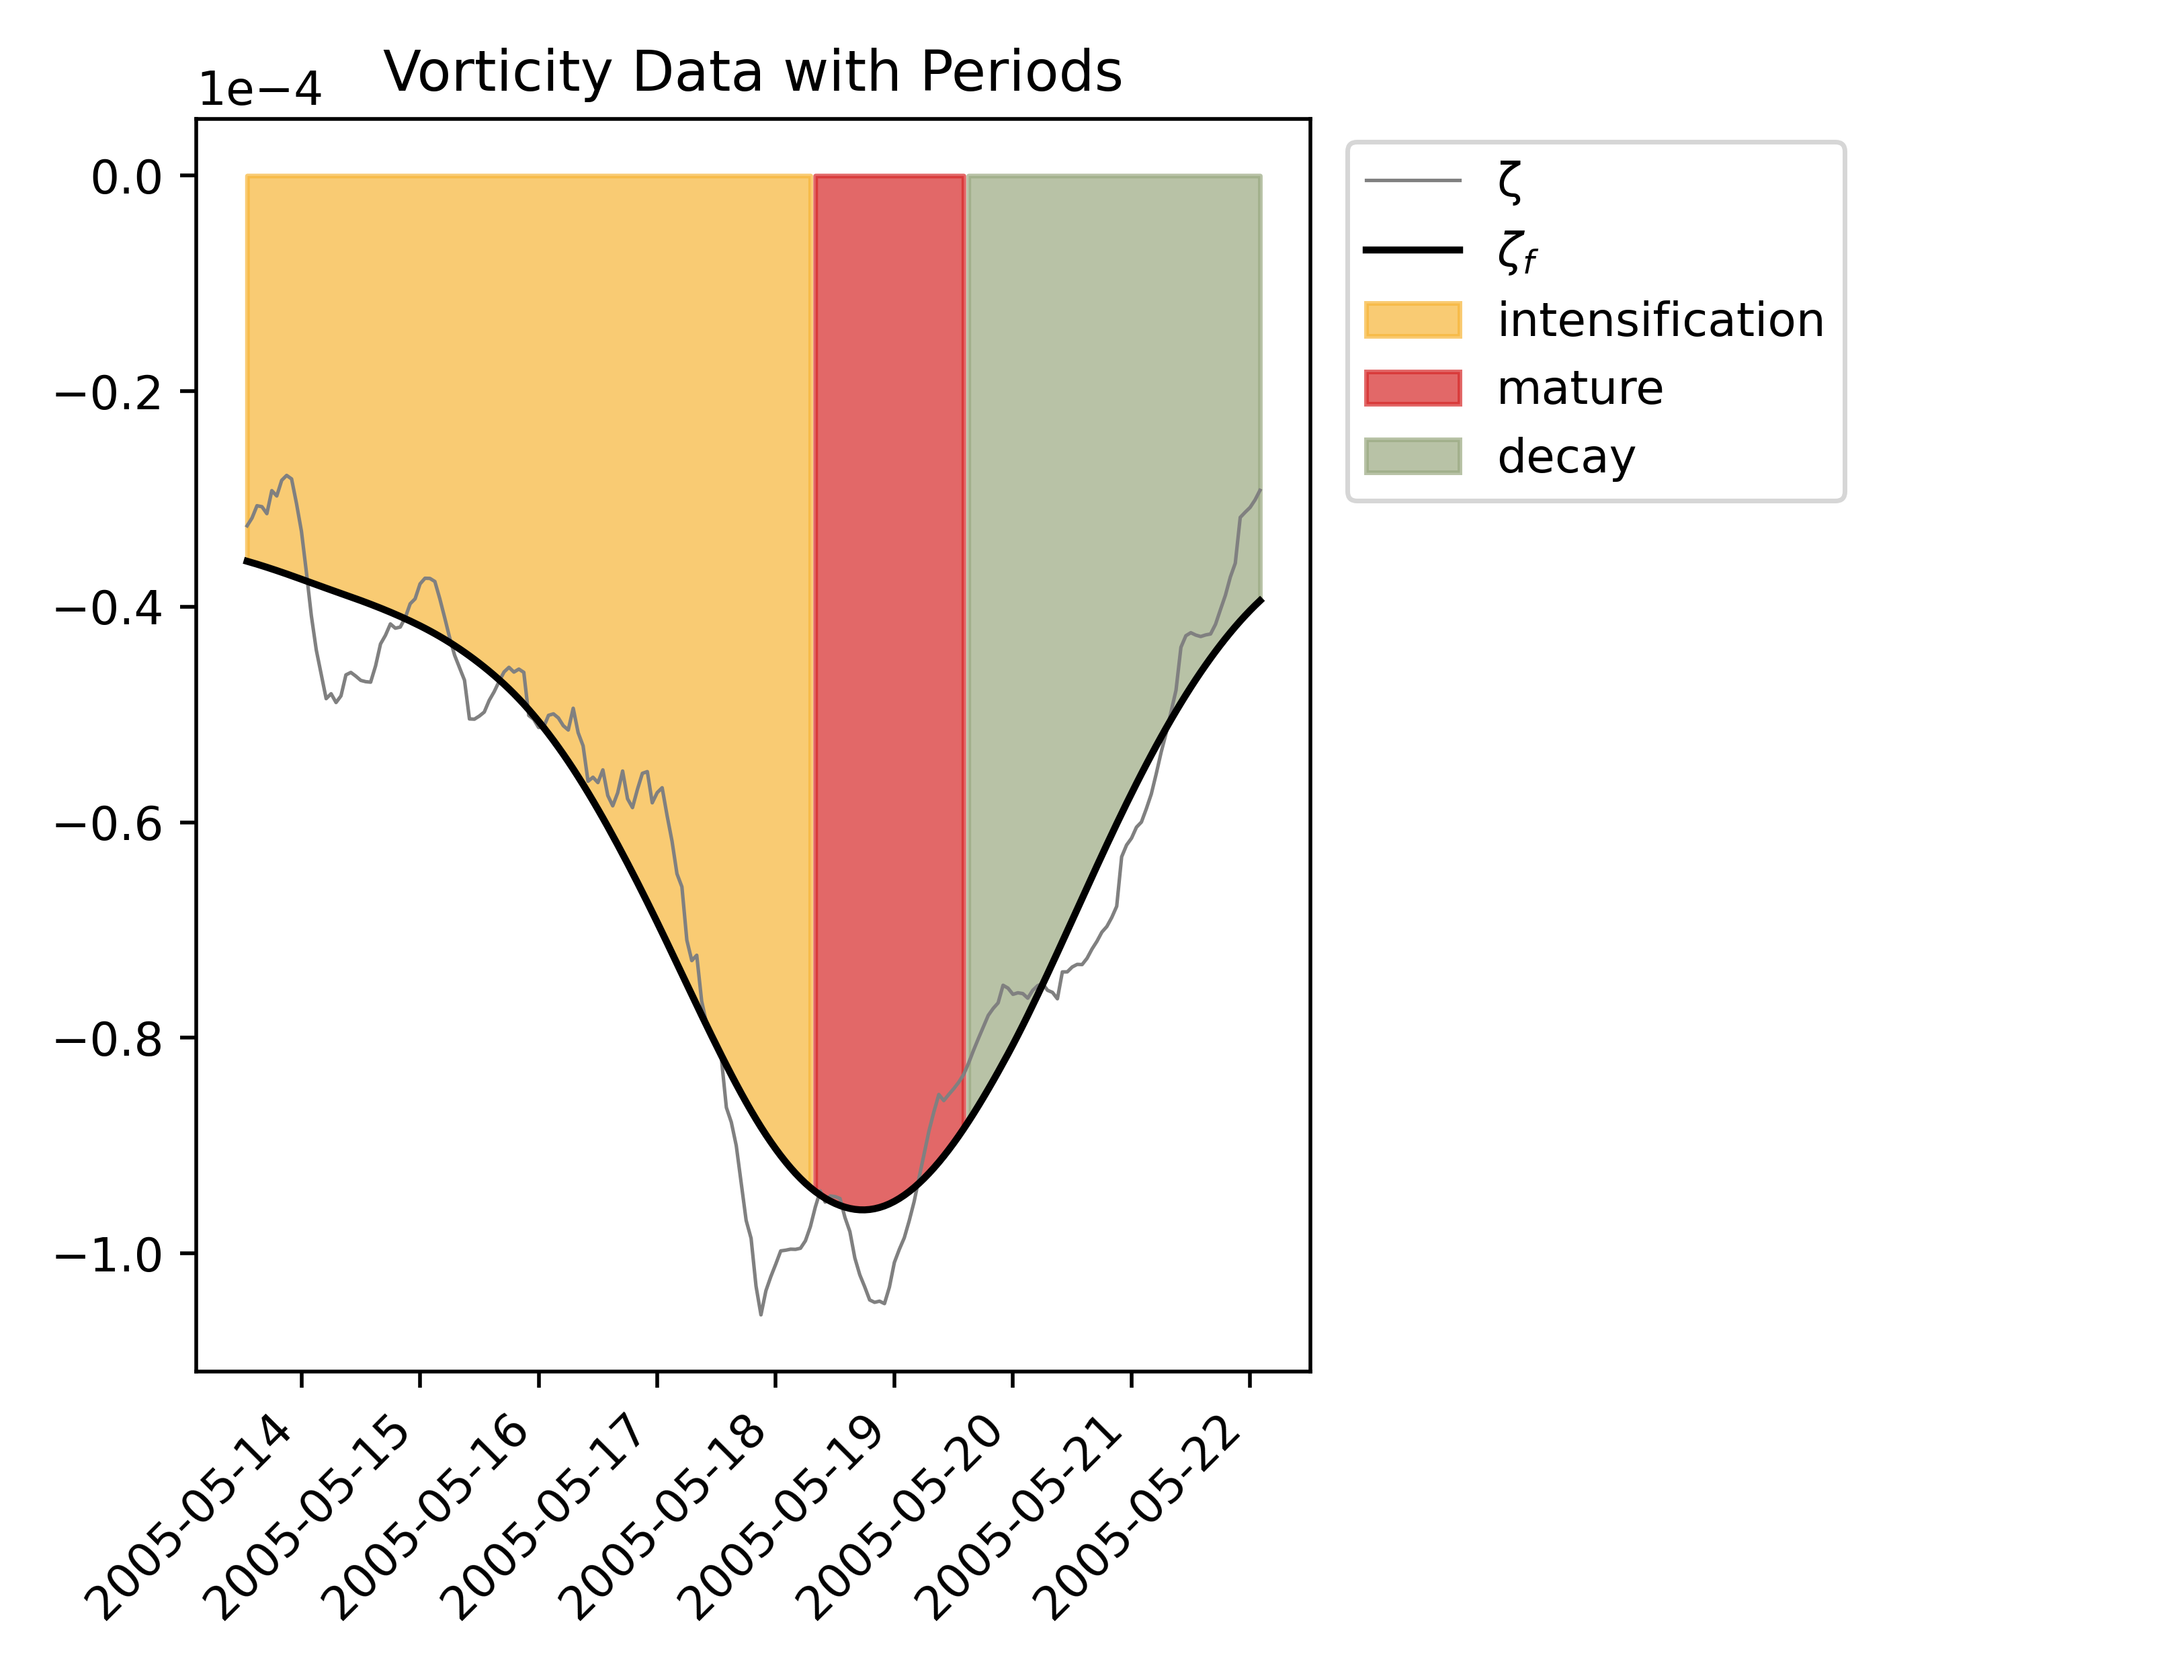 Vorticity Data with Periods
1e−4
0.0
−0.2
−0.4
−0.6
−0.8
−1.0
2005-05-14
2005-05-15
2005-05-16
2005-05-17
2005-05-18
2005-05-19
2005-05-20
2005-05-21
2005-05-22
ζ
ζf
intensification
mature
decay